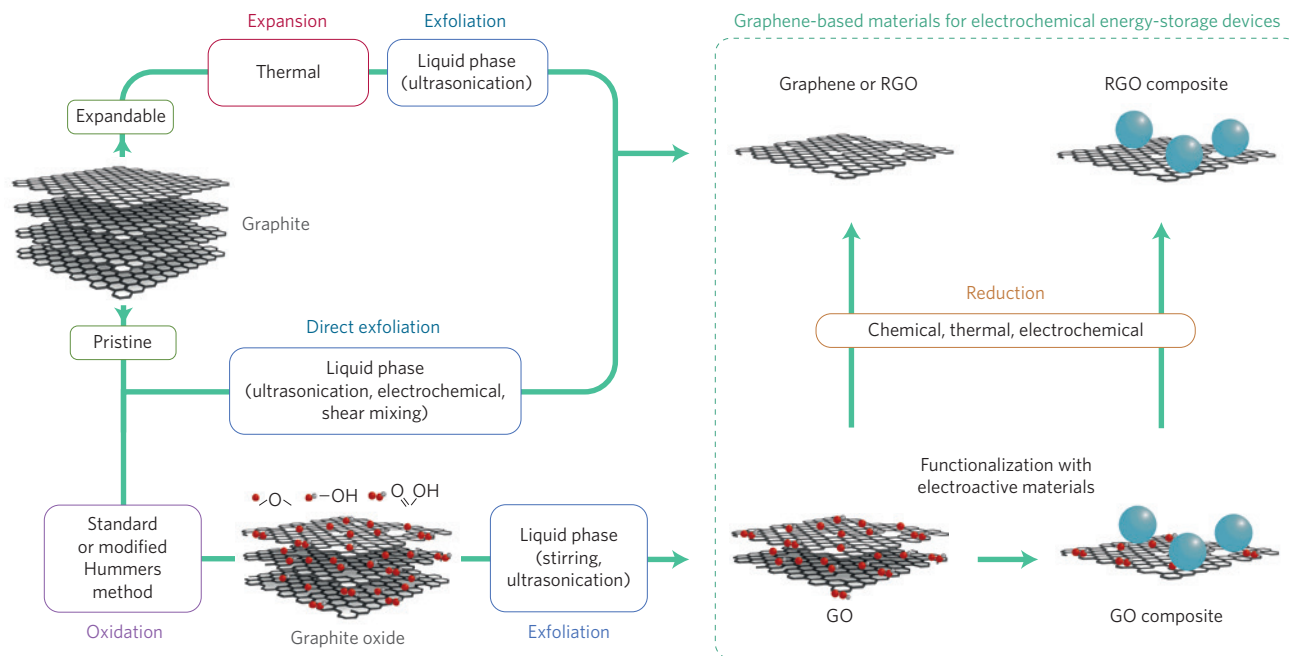 Expansion
Exfoliation
Graphene-based materials for electrochemical energy-storage devices
Thermal
Liquid phase
(ultrasonication)
Expandable
Graphene or RGO
RGO composite
Graphite
Pristine
Direct exfoliation
Liquid phase
(ultrasonication, electrochemical,
shear mixing)
Reduction
Chemical, thermal, electrochemical
Functionalization with
electroactive materials
O
OH
O
OH
Standard
or modified
Hummers
method
Oxidation
Graphite oxide
Liquid phase
(stirring,
ultrasonication)
Exfoliation
GO
GO composite